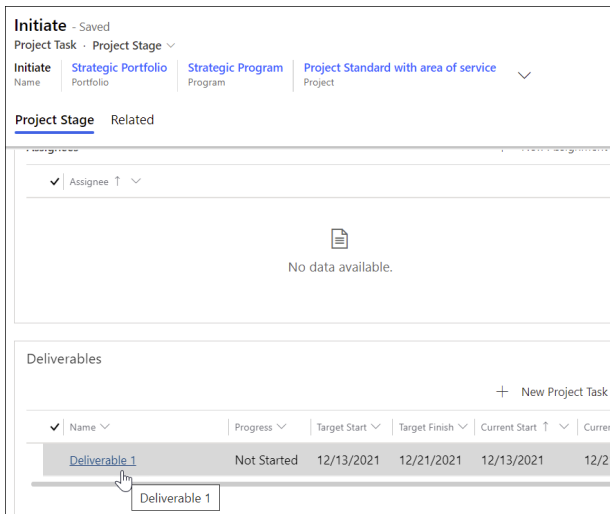 Initiate - Saved
Project Task · Project Stage
Initiate Strategic Portfolio Strategic Program Project Standard with area of service
Name Portfolio Program Project
Project Stage Related
Assignee ↑
No data available.
Deliverables
+ New Project Task
Name Progress Target Start Target Finish Current Start ↑
Deliverable 1 Not Started 12/13/2021 12/21/2021 12/13/2021 12/2
Deliverable 1